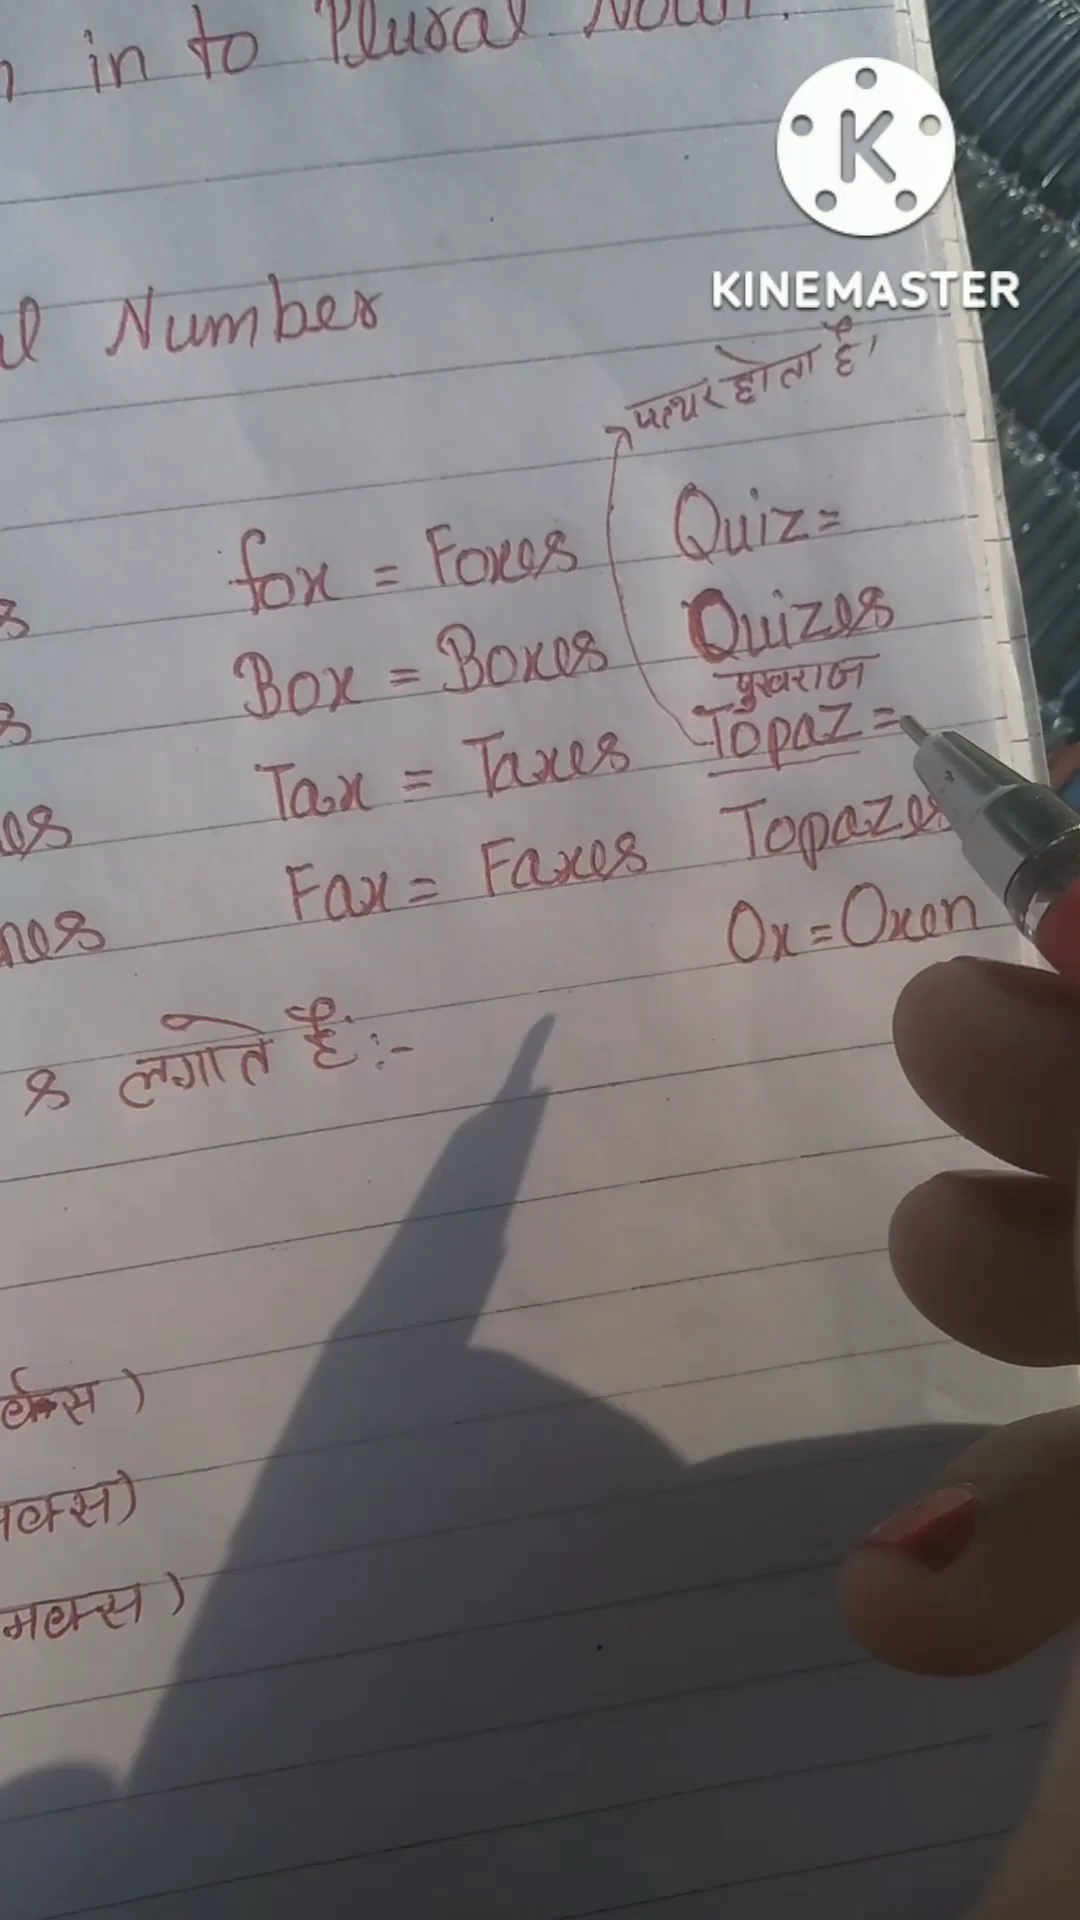 in to Plural Noun.
KINEMASTER
Number
पत्थर होता है।
fox = Foxes
Quiz =
Box = Boxes
Quizes
पुखराज
Tax = Taxes
Topaz =
Fax = Faxes
Topazes
Ox = Oxen
s लगाते है :-